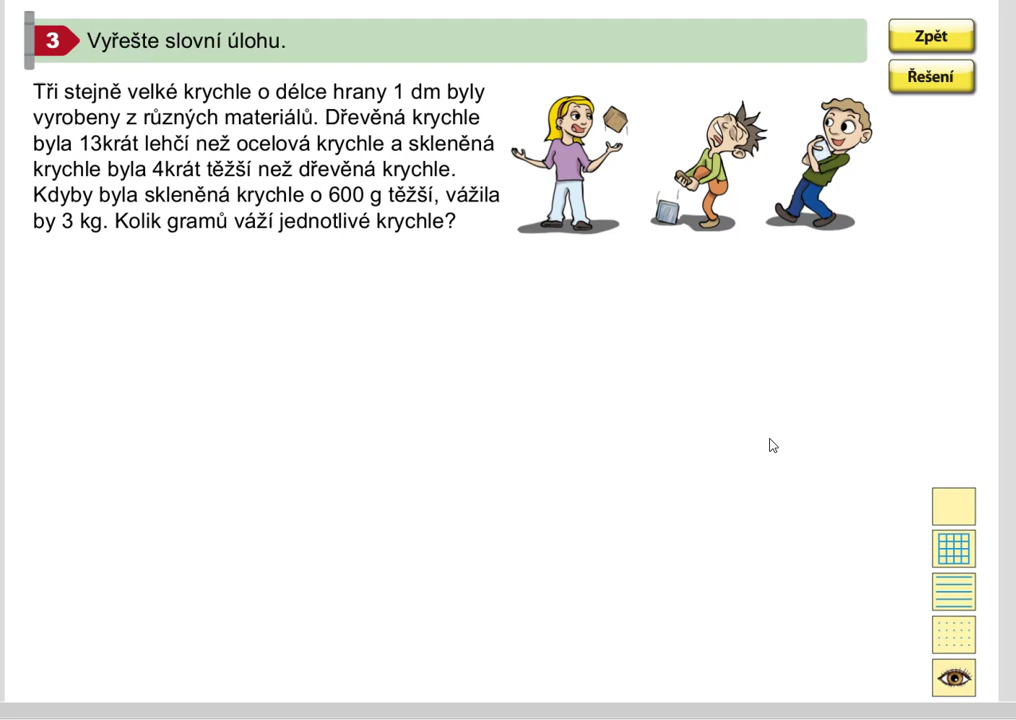 3 Vyřešte slovní úlohu.
Zpět
Řešení
Tři stejně velké krychle o délce hrany 1 dm byly
vyrobeny z různých materiálů. Dřevěná krychle
byla 13krát lehčí než ocelová krychle a skleněná
krychle byla 4krát těžší než dřevěná krychle.
Kdyby byla skleněná krychle o 600 g těžší, vážila
by 3 kg. Kolik gramů váží jednotlivé krychle?